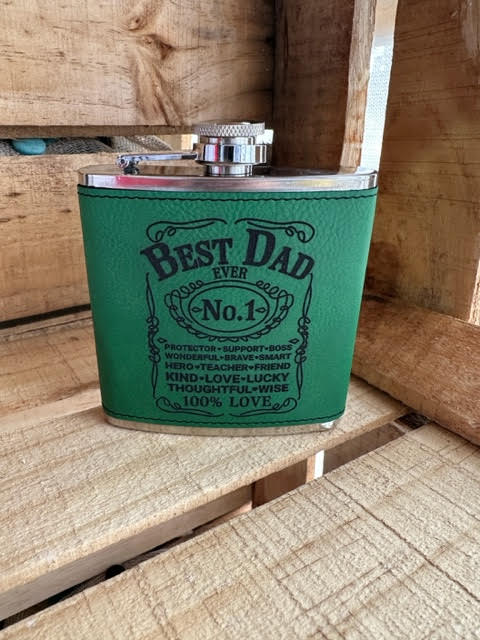 BEST DAD
EVER
No.1
PROTECTOR♥SUPPORT♥BOSS
WONDERFUL♥BRAVE♥SMART
HERO♥TEACHER♥FRIEND
KIND♥LOVE♥LUCKY
THOUGHTFUL♥WISE
100% LOVE